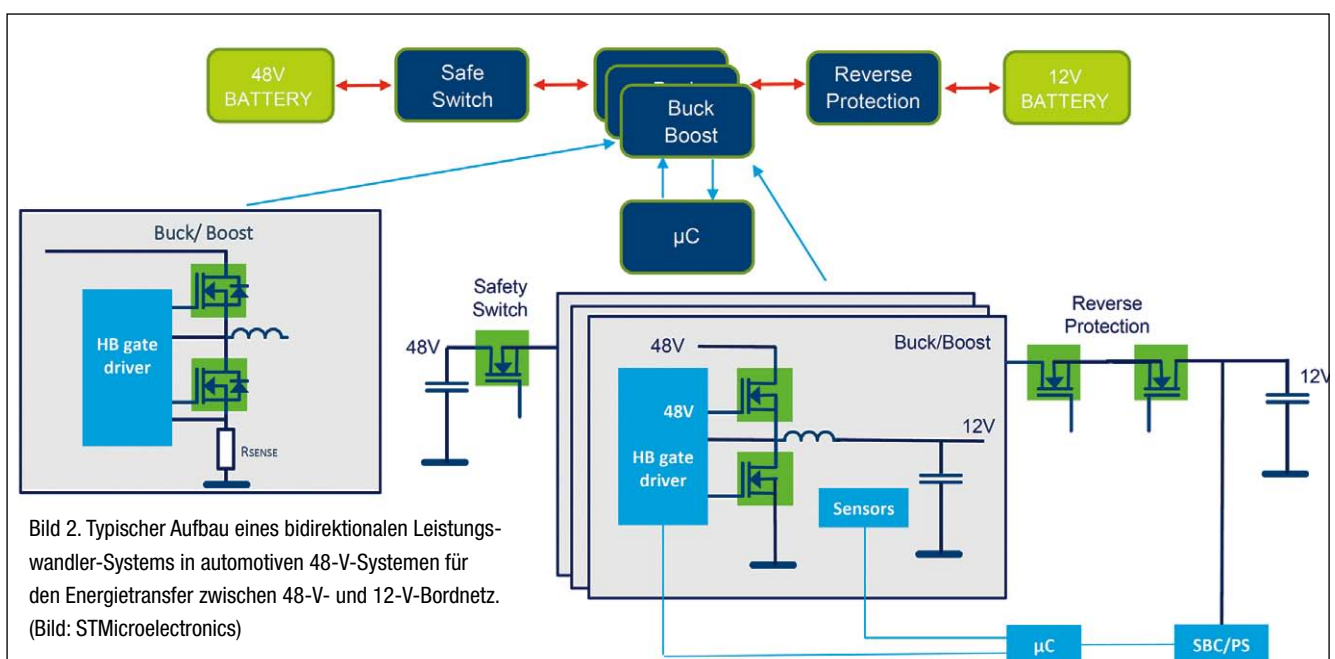 48V
BATTERY
Safe
Switch
Buck
Boost
Reverse
Protection
12V
BATTERY
µC
Buck/ Boost
HB gate
driver
RSENSE
Safety
Switch
48V
48V
Buck/Boost
48V
HB gate
driver
12V
Sensors
Reverse
Protection
12V
µC
SBC/PS
Bild 2. Typischer Aufbau eines bidirektionalen Leistungs-
wandler-Systems in automotiven 48-V-Systemen für
den Energietransfer zwischen 48-V- und 12-V-Bordnetz.
(Bild: STMicroelectronics)